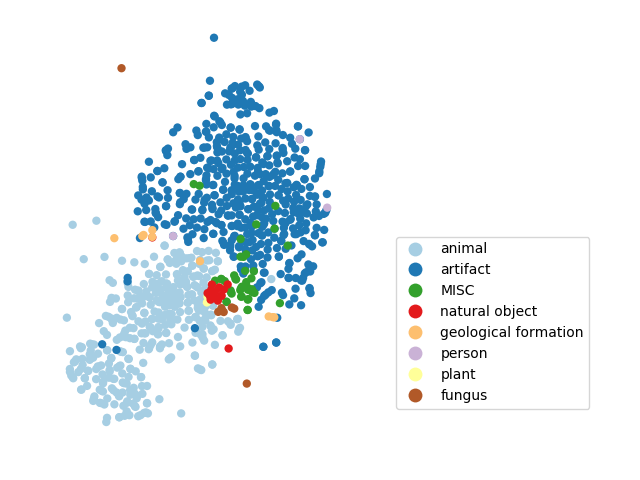 animal
artifact
MISC
natural object
geological formation
person
plant
fungus